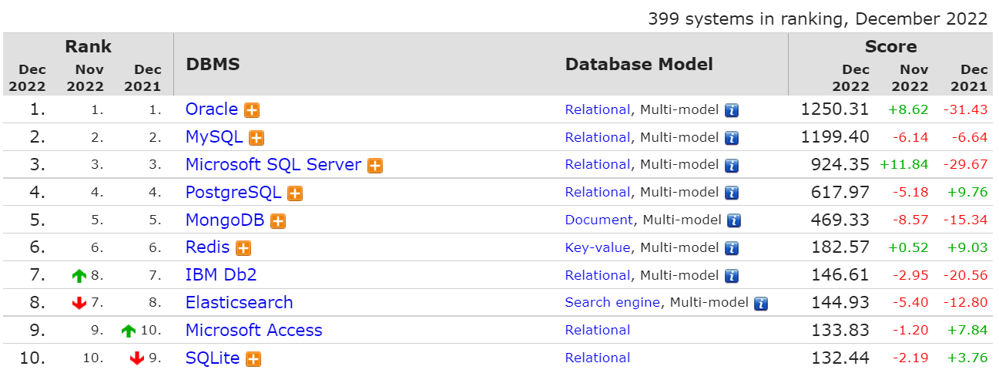 399 systems in ranking, December 2022
Rank DBMS Database Model Score
Dec 2022 Nov 2022 Dec 2021 Dec 2022 Nov 2022 Dec 2021
1. 1. 1. Oracle Relational, Multi-model 1250.31 +8.62 -31.43
2. 2. 2. MySQL Relational, Multi-model 1199.40 -6.14 -6.64
3. 3. 3. Microsoft SQL Server Relational, Multi-model 924.35 +11.84 -29.67
4. 4. 4. PostgreSQL Relational, Multi-model 617.97 -5.18 +9.76
5. 5. 5. MongoDB Document, Multi-model 469.33 -8.57 -15.34
6. 6. 6. Redis Key-value, Multi-model 182.57 +0.52 +9.03
7. 8. 7. IBM Db2 Relational, Multi-model 146.61 -2.95 -20.56
8. 7. 8. Elasticsearch Search engine, Multi-model 144.93 -5.40 -12.80
9. 9. 10. Microsoft Access Relational 133.83 -1.20 +7.84
10. 10. 9. SQLite Relational 132.44 -2.19 +3.76